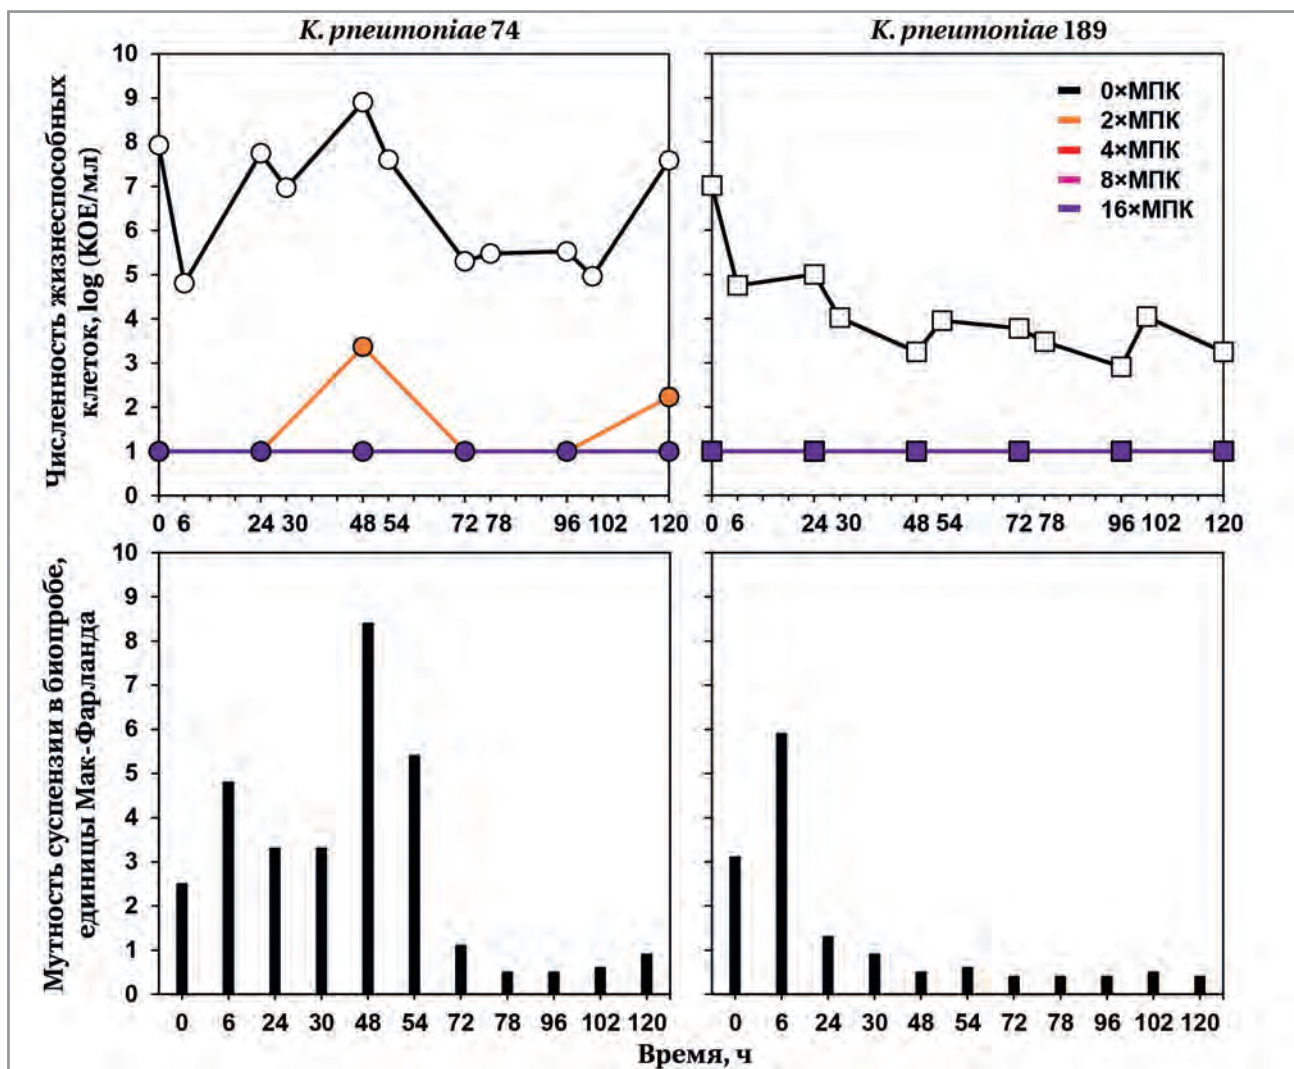 K. pneumoniae 74
K. pneumoniae 189
Численность жизнеспособных
клеток, log (КОЕ/мл)
10
9
8
7
6
5
4
3
2
1
0
0 6 24 30 48 54 72 78 96 102 120
0×МПК
2×МПК
4×МПК
8×МПК
16×МПК
0 6 24 30 48 54 72 78 96 102 120
Мутность суспензии в биопробе,
единицы Мак-Фарланда
10
9
8
7
6
5
4
3
2
1
0
0 6 24 30 48 54 72 78 96 102 120
0 6 24 30 48 54 72 78 96 102 120
Время, ч